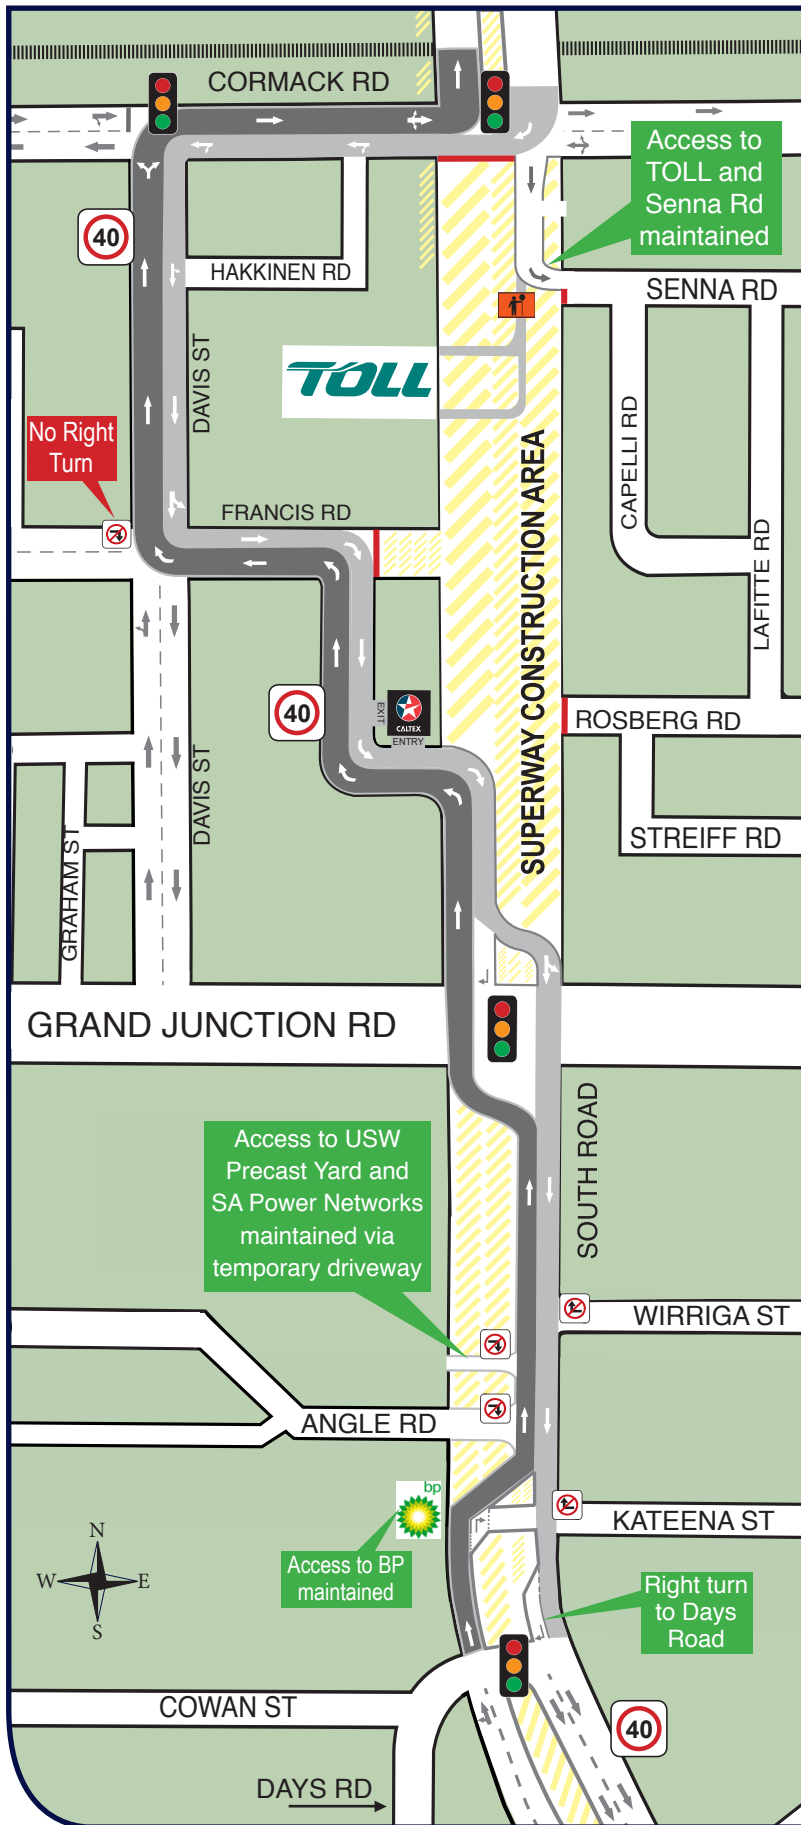 CORMACK RD
Access to
TOLL and
Senna Rd
maintained
40
HAKKINEN RD
SENNA RD
DAVIS ST
TOLL
CAPELLI RD
No Right
Turn
FRANCIS RD
SUPERWAY CONSTRUCTION AREA
LAFITTE RD
40
EXIT
CALTEX
ENTRY
ROSBERG RD
DAVIS ST
GRAHAM ST
STREIFF RD
GRAND JUNCTION RD
SOUTH ROAD
Access to USW
Precast Yard and
SA Power Networks
maintained via
temporary driveway
WIRRIGA ST
ANGLE RD
bp
KATEENA ST
Access to BP
maintained
N
W
E
S
Right turn
to Days
Road
COWAN ST
40
DAYS RD